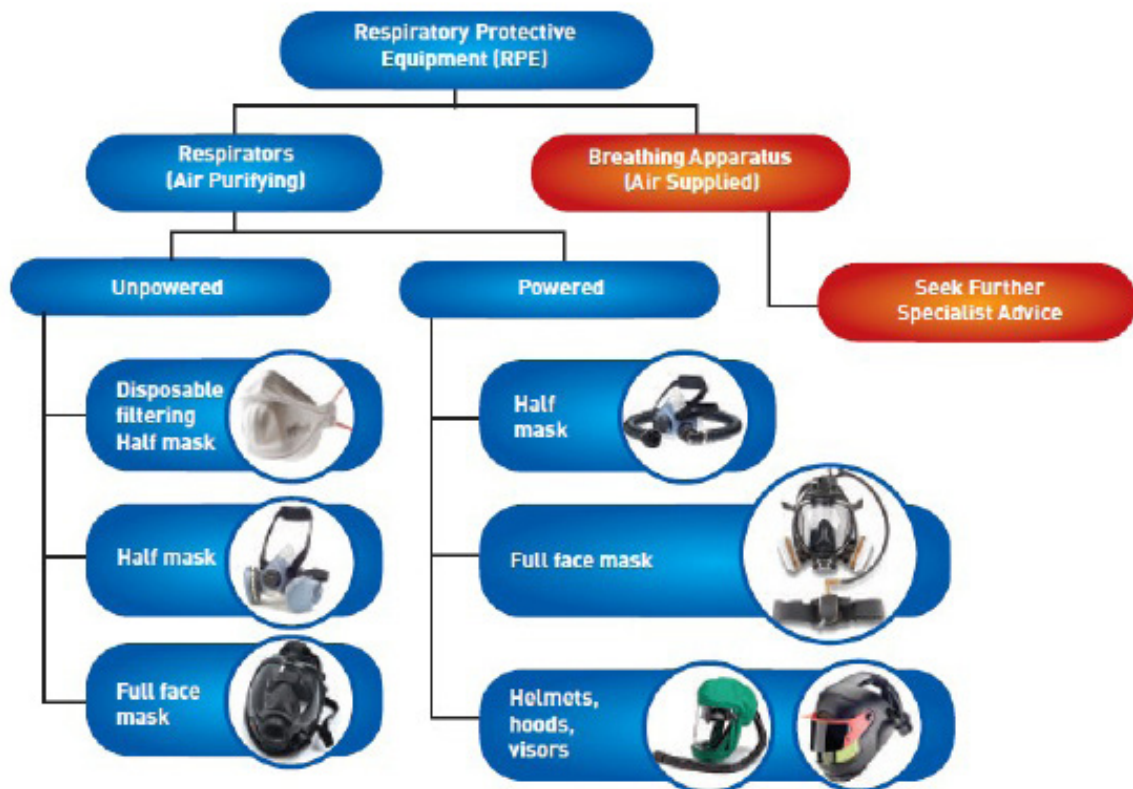 Respiratory Protective
Equipment (RPE)
Respirators
(Air Purifying)
Breathing Apparatus
(Air Supplied)
Unpowered
Powered
Seek Further
Specialist Advice
Disposable
filtering
Half mask
Half
mask
Half mask
Full face mask
Full face
mask
Helmets,
hoods,
visors